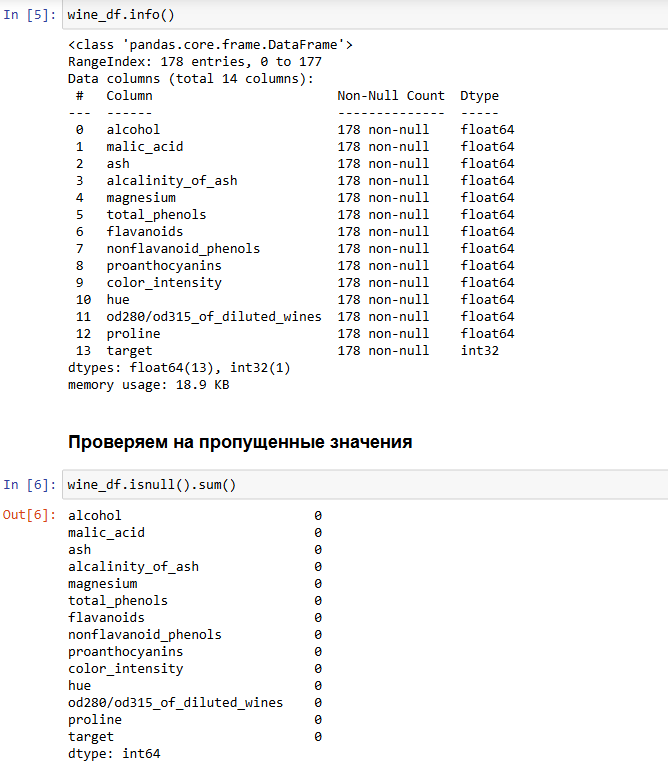 In [5]: wine_df.info()
<class 'pandas.core.frame.DataFrame'>
RangeIndex: 178 entries, 0 to 177
Data columns (total 14 columns):
 #   Column                        Non-Null Count  Dtype
---  ------                        --------------  -----
 0   alcohol                       178 non-null    float64
 1   malic_acid                    178 non-null    float64
 2   ash                           178 non-null    float64
 3   alcalinity_of_ash             178 non-null    float64
 4   magnesium                     178 non-null    float64
 5   total_phenols                 178 non-null    float64
 6   flavanoids                    178 non-null    float64
 7   nonflavanoid_phenols          178 non-null    float64
 8   proanthocyanins               178 non-null    float64
 9   color_intensity               178 non-null    float64
 10  hue                           178 non-null    float64
 11  od280/od315_of_diluted_wines  178 non-null    float64
 12  proline                       178 non-null    float64
 13  target                        178 non-null    int32
dtypes: float64(13), int32(1)
memory usage: 18.9 KB
Проверяем на пропущенные значения
In [6]: wine_df.isnull().sum()
Out[6]: alcohol                         0
malic_acid                      0
ash                             0
alcalinity_of_ash               0
magnesium                       0
total_phenols                   0
flavanoids                      0
nonflavanoid_phenols            0
proanthocyanins                 0
color_intensity                 0
hue                             0
od280/od315_of_diluted_wines    0
proline                         0
target                          0
dtype: int64